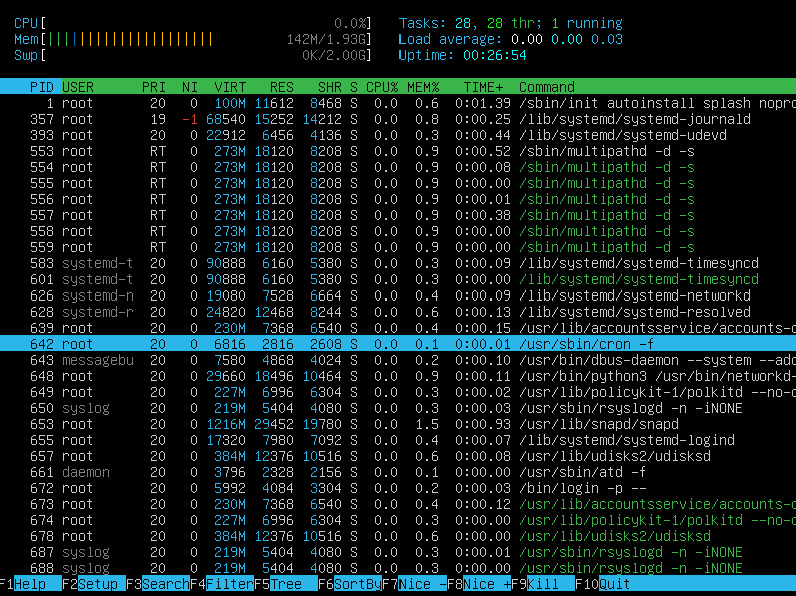 CPU[ 0.0%] Tasks: 28, 28 thr; 1 running
Mem[||||||||||||||||||||| 142M/1.93G] Load average: 0.00 0.00 0.03
Swp[ 0K/2.00G] Uptime: 00:26:54
PID USER PRI NI VIRT RES SHR S CPU% MEM% TIME+ Command
1 root 20 0 100M 11612 8468 S 0.0 0.6 0:01.39 /sbin/init autoinstall splash nopro
357 root 19 -1 68540 15252 14212 S 0.0 0.8 0:00.25 /lib/systemd/systemd-journald
393 root 20 0 22912 6456 4136 S 0.0 0.3 0:00.44 /lib/systemd/systemd-udevd
553 root RT 0 273M 18120 8208 S 0.0 0.9 0:00.52 /sbin/multipathd -d -s
554 root RT 0 273M 18120 8208 S 0.0 0.9 0:00.08 /sbin/multipathd -d -s
555 root RT 0 273M 18120 8208 S 0.0 0.9 0:00.00 /sbin/multipathd -d -s
556 root RT 0 273M 18120 8208 S 0.0 0.9 0:00.01 /sbin/multipathd -d -s
557 root RT 0 273M 18120 8208 S 0.0 0.9 0:00.38 /sbin/multipathd -d -s
558 root RT 0 273M 18120 8208 S 0.0 0.9 0:00.00 /sbin/multipathd -d -s
559 root RT 0 273M 18120 8208 S 0.0 0.9 0:00.00 /sbin/multipathd -d -s
583 systemd-t 20 0 90888 6160 5380 S 0.0 0.3 0:00.09 /lib/systemd/systemd-timesyncd
601 systemd-t 20 0 90888 6160 5380 S 0.0 0.3 0:00.00 /lib/systemd/systemd-timesyncd
626 systemd-n 20 0 19080 7528 6664 S 0.0 0.4 0:00.09 /lib/systemd/systemd-networkd
628 systemd-r 20 0 24820 12468 8244 S 0.0 0.6 0:00.13 /lib/systemd/systemd-resolved
639 root 20 0 230M 7368 6540 S 0.0 0.4 0:00.15 /usr/lib/accountsservice/accounts-d
642 root 20 0 6816 2816 2608 S 0.0 0.1 0:00.01 /usr/sbin/cron -f
643 messagebu 20 0 7580 4868 4024 S 0.0 0.2 0:00.10 /usr/bin/dbus-daemon --system --add
648 root 20 0 29660 18496 10464 S 0.0 0.9 0:00.11 /usr/bin/python3 /usr/bin/networkd-
649 root 20 0 227M 6996 6304 S 0.0 0.3 0:00.02 /usr/lib/policykit-1/polkitd --no-d
650 syslog 20 0 219M 5404 4080 S 0.0 0.3 0:00.03 /usr/sbin/rsyslogd -n -iNONE
653 root 20 0 1216M 29452 19780 S 0.0 1.5 0:00.93 /usr/lib/snapd/snapd
655 root 20 0 17320 7980 7092 S 0.0 0.4 0:00.07 /lib/systemd/systemd-logind
657 root 20 0 384M 12376 10516 S 0.0 0.6 0:00.08 /usr/lib/udisks2/udisksd
661 daemon 20 0 3796 2328 2156 S 0.0 0.1 0:00.00 /usr/sbin/atd -f
672 root 20 0 5992 4084 3304 S 0.0 0.2 0:00.03 /bin/login -p --
673 root 20 0 230M 7368 6540 S 0.0 0.4 0:00.12 /usr/lib/accountsservice/accounts-d
674 root 20 0 227M 6996 6304 S 0.0 0.3 0:00.00 /usr/lib/policykit-1/polkitd --no-d
678 root 20 0 384M 12376 10516 S 0.0 0.6 0:00.00 /usr/lib/udisks2/udisksd
687 syslog 20 0 219M 5404 4080 S 0.0 0.3 0:00.01 /usr/sbin/rsyslogd -n -iNONE
688 syslog 20 0 219M 5404 4080 S 0.0 0.3 0:00.00 /usr/sbin/rsyslogd -n -iNONE
F1Help F2Setup F3SearchF4FilterF5Tree F6SortByF7Nice -F8Nice +F9Kill F10Quit